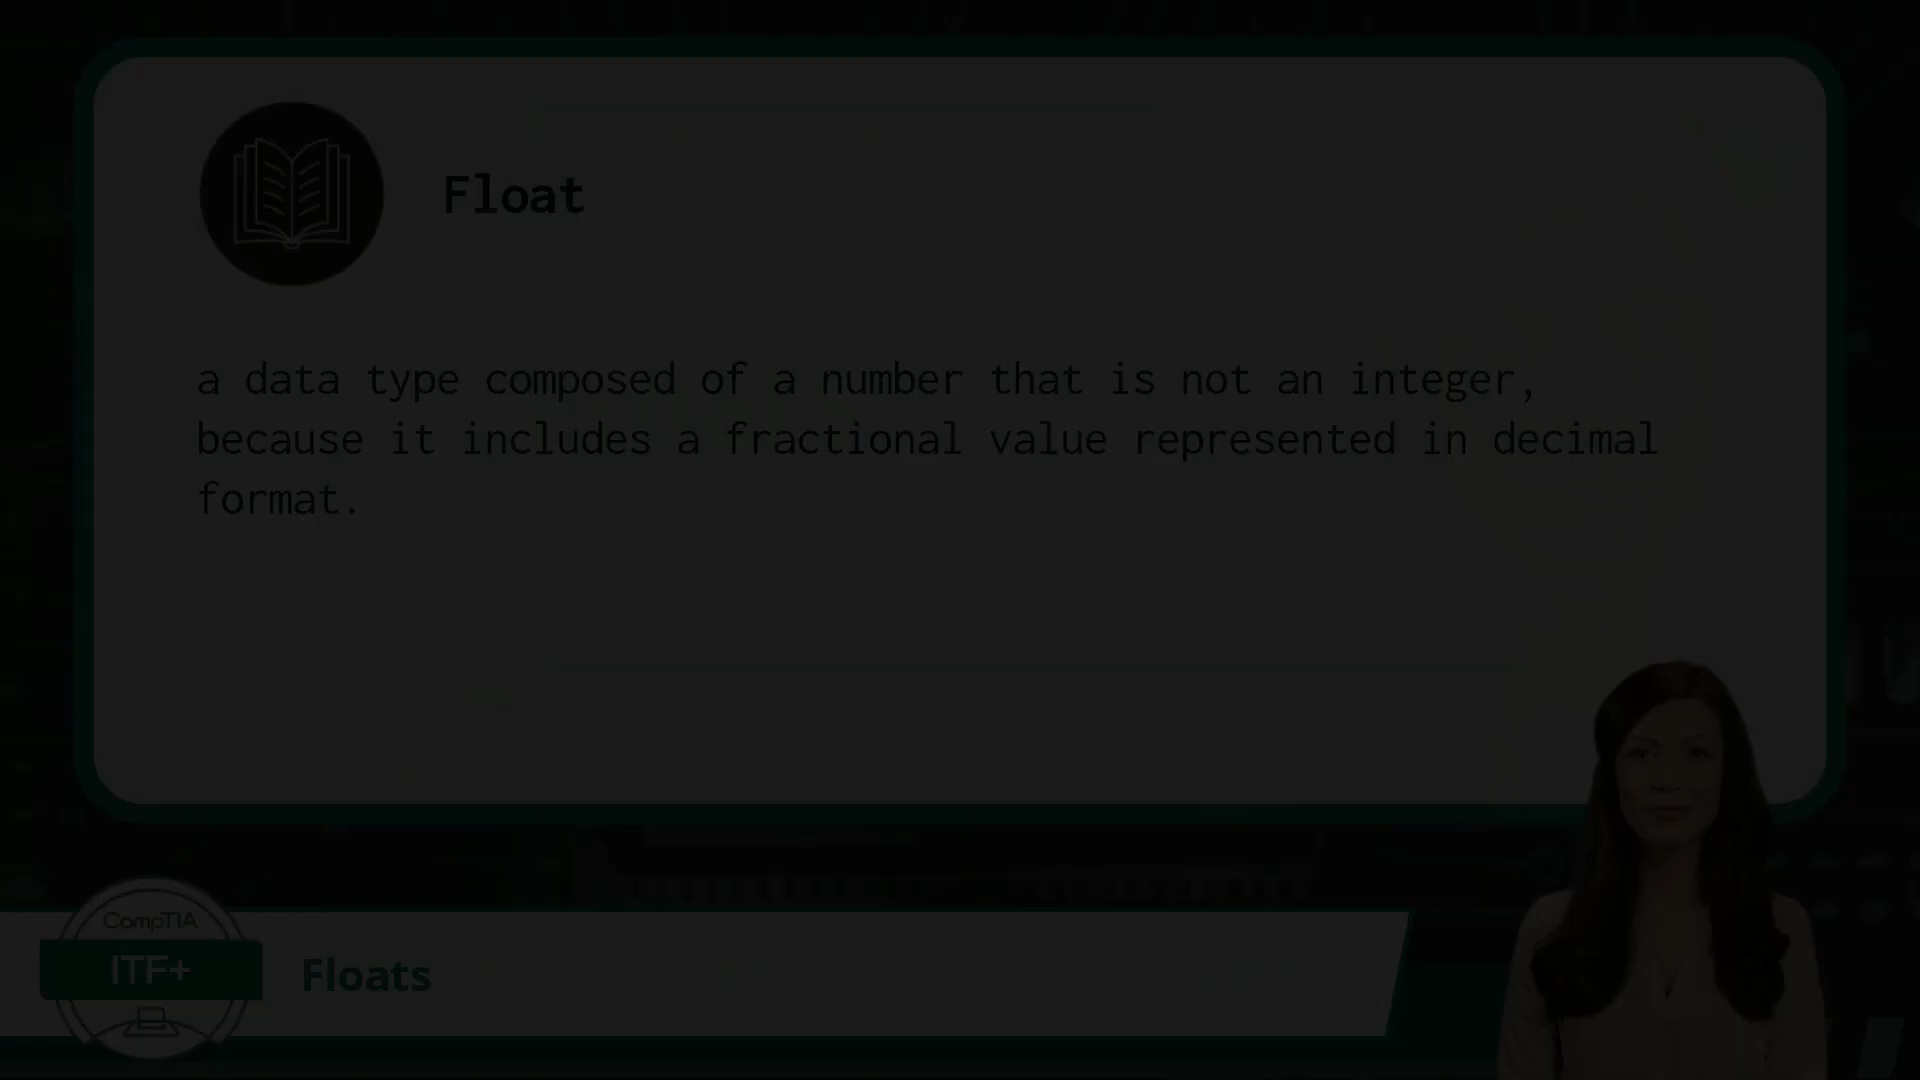 Float
a data type composed of a number that is not an integer,
because it includes a fractional value represented in decimal
format.
CompTIA
ITF+
Floats